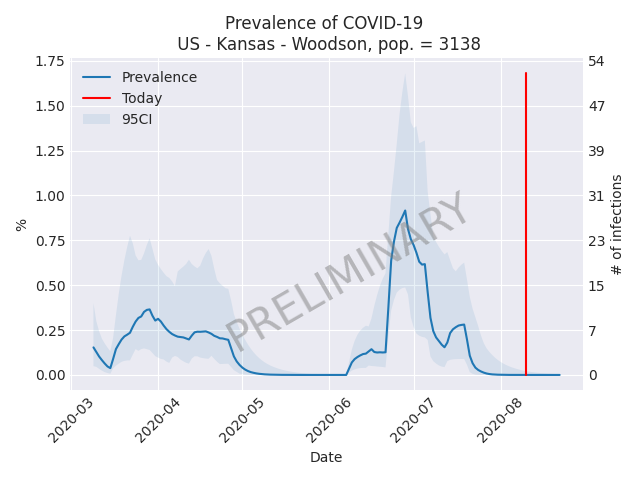 Prevalence of COVID-19
US - Kansas - Woodson, pop. = 3138
Prevalence
Today
95CI
PRELIMINARY
%
1.75
1.50
1.25
1.00
0.75
0.50
0.25
0.00
54
47
39
31
23
15
7
0
# of infections
2020-03
2020-04
2020-05
2020-06
2020-07
2020-08
Date